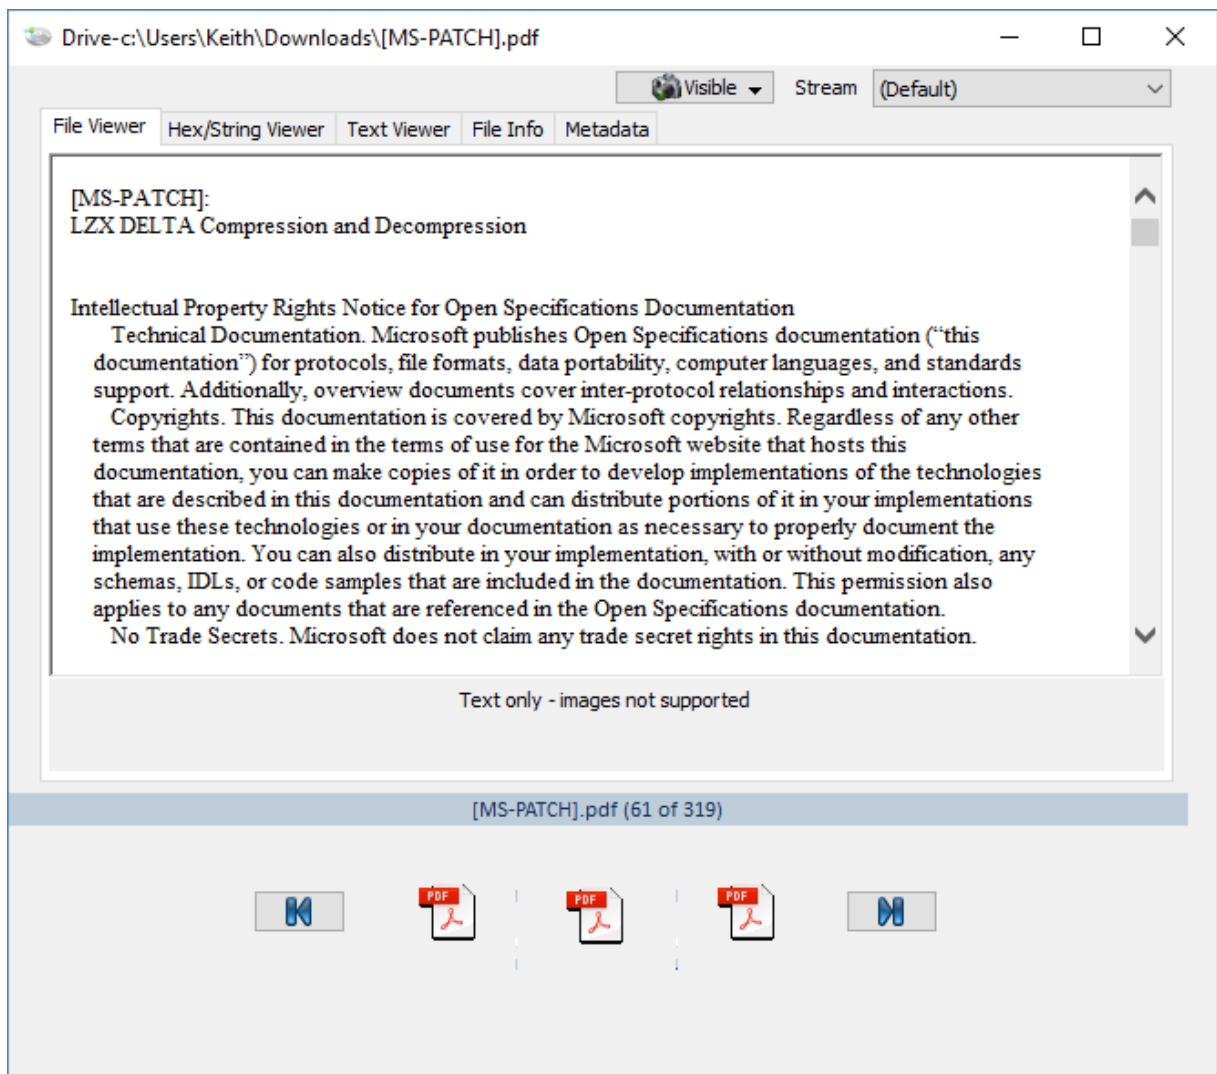 Drive-c:\Users\Keith\Downloads\[MS-PATCH].pdf
Visible
Stream
(Default)
File Viewer
Hex/String Viewer
Text Viewer
File Info
Metadata
[MS-PATCH]:
LZX DELTA Compression and Decompression
Intellectual Property Rights Notice for Open Specifications Documentation
Technical Documentation. Microsoft publishes Open Specifications documentation (“this
documentation”) for protocols, file formats, data portability, computer languages, and standards
support. Additionally, overview documents cover inter-protocol relationships and interactions.
Copyrights. This documentation is covered by Microsoft copyrights. Regardless of any other
terms that are contained in the terms of use for the Microsoft website that hosts this
documentation, you can make copies of it in order to develop implementations of the technologies
that are described in this documentation and can distribute portions of it in your implementations
that use these technologies or in your documentation as necessary to properly document the
implementation. You can also distribute in your implementation, with or without modification, any
schemas, IDLs, or code samples that are included in the documentation. This permission also
applies to any documents that are referenced in the Open Specifications documentation.
No Trade Secrets. Microsoft does not claim any trade secret rights in this documentation.
Text only - images not supported
[MS-PATCH].pdf (61 of 319)
PDF
PDF
PDF